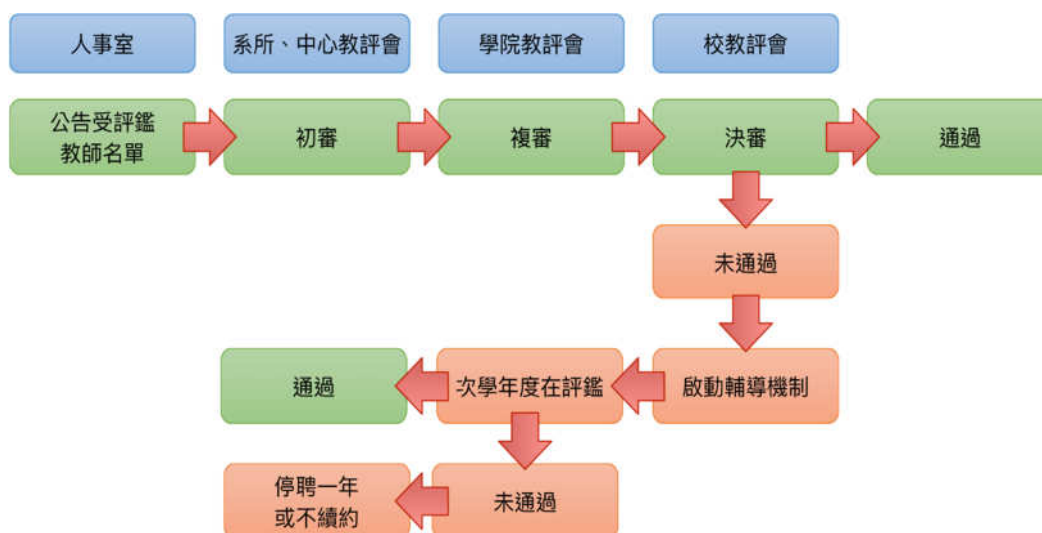 人事室
系所、中心教評會
學院教評會
校教評會
公告受評鑑
教師名單
初審
複審
決審
通過
未通過
通過
次學年度在評鑑
啟動輔導機制
停聘一年
或不續約
未通過